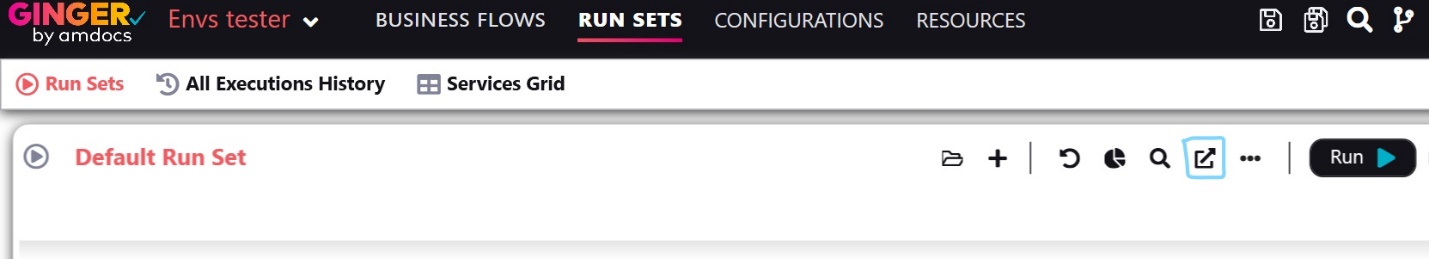 GINGER
by amdocs
Envs tester
BUSINESS FLOWS RUN SETS CONFIGURATIONS RESOURCES
Run Sets All Executions History Services Grid
Default Run Set
Run